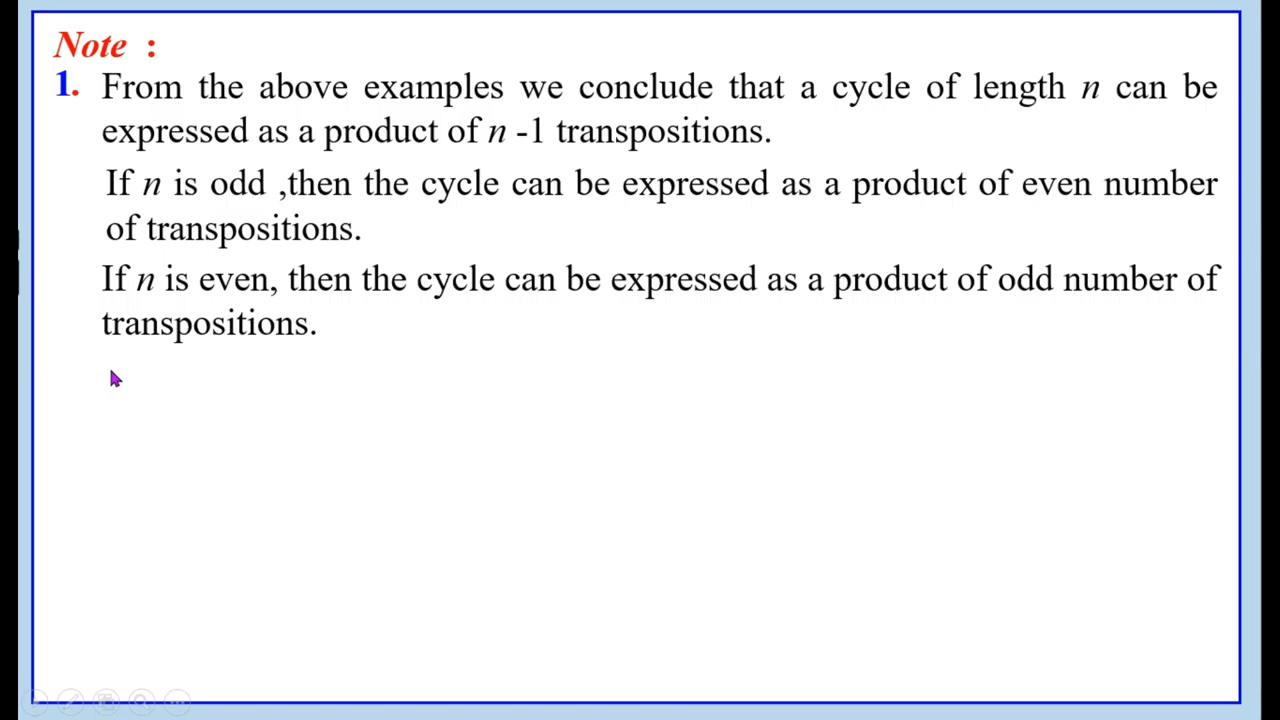 Note :
1. From the above examples we conclude that a cycle of length n can be
expressed as a product of n -1 transpositions.
If n is odd ,then the cycle can be expressed as a product of even number
of transpositions.
If n is even, then the cycle can be expressed as a product of odd number of
transpositions.